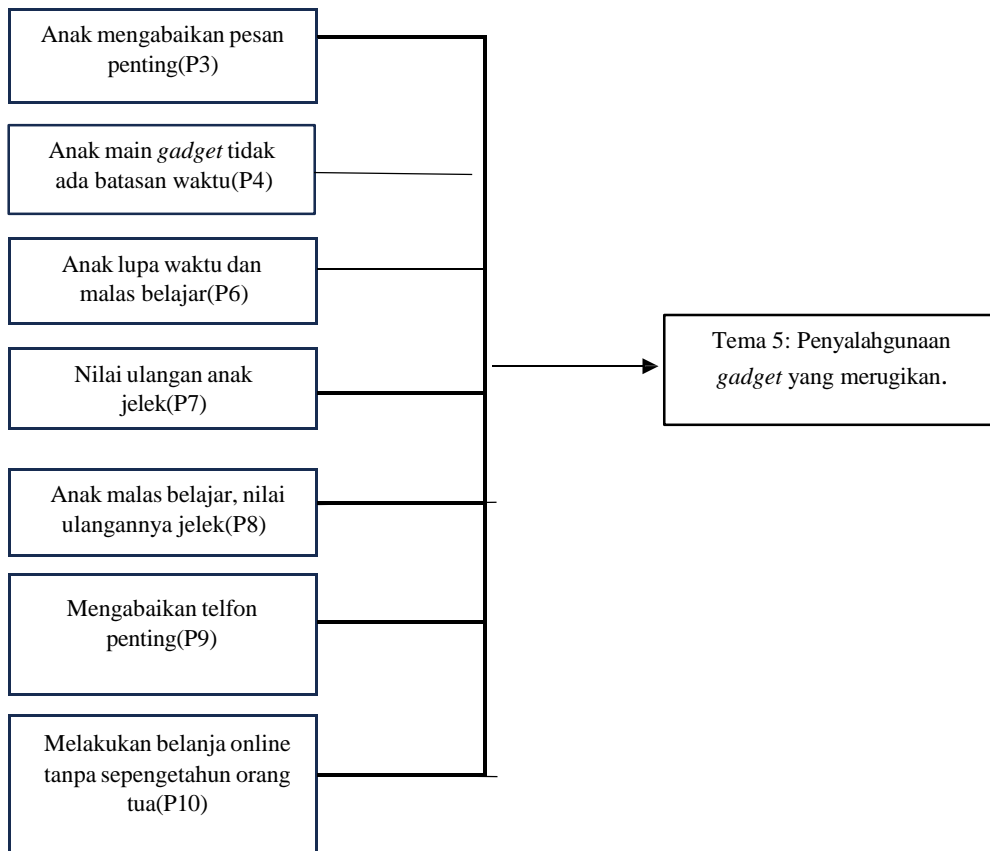 Anak mengabaikan pesan
penting(P3)
Anak main gadget tidak
ada batasan waktu(P4)
Anak lupa waktu dan
malas belajar(P6)
Nilai ulangan anak
jelek(P7)
Anak malas belajar, nilai
ulangannya jelek(P8)
Mengabaikan telfon
penting(P9)
Melakukan belanja online
tanpa sepengetahun orang
tua(P10)
Tema 5: Penyalahgunaan
gadget yang merugikan.